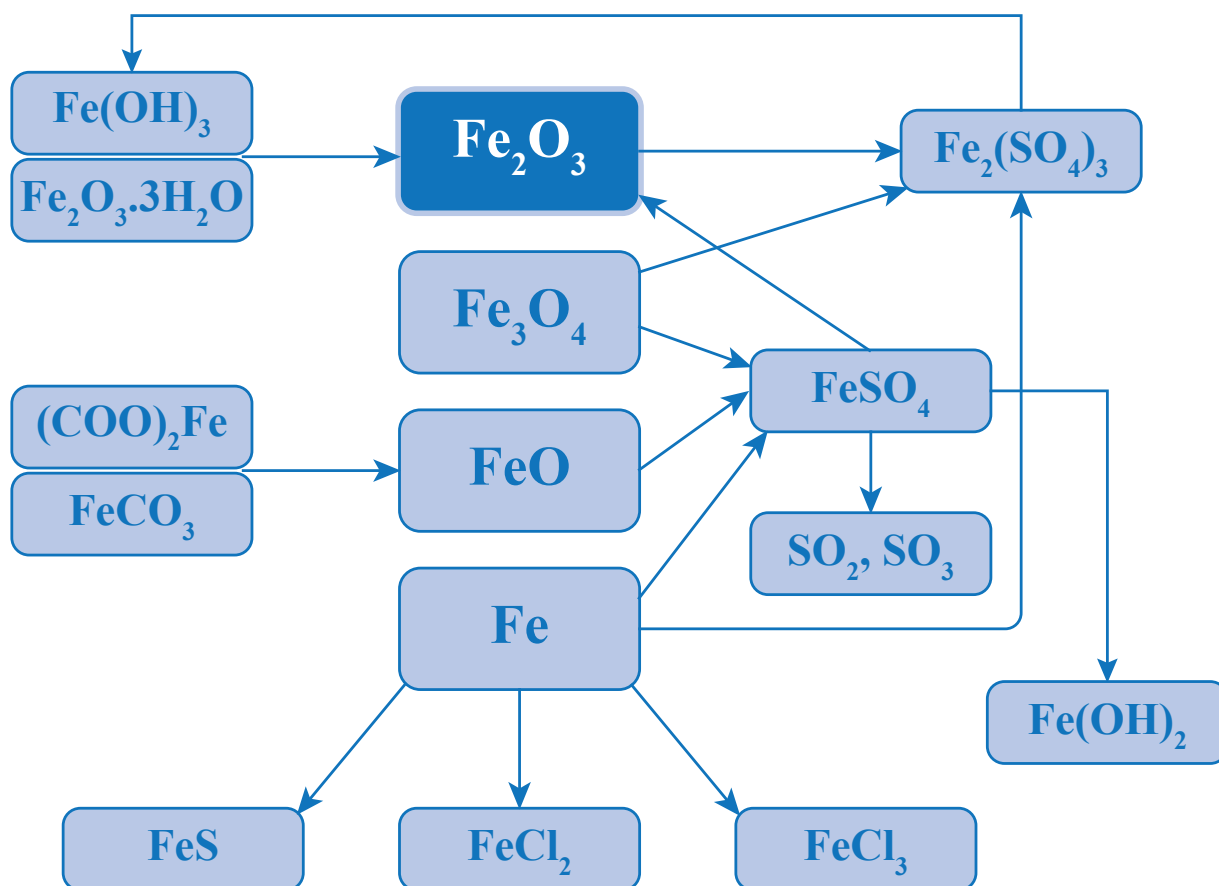 Fe(OH)₃
Fe₂O₃.3H₂O
Fe₂O₃
Fe₂(SO₄)₃
Fe₃O₄
FeSO₄
(COO)₂Fe
FeCO₃
FeO
SO₂, SO₃
Fe
Fe(OH)₂
FeS
FeCl₂
FeCl₃